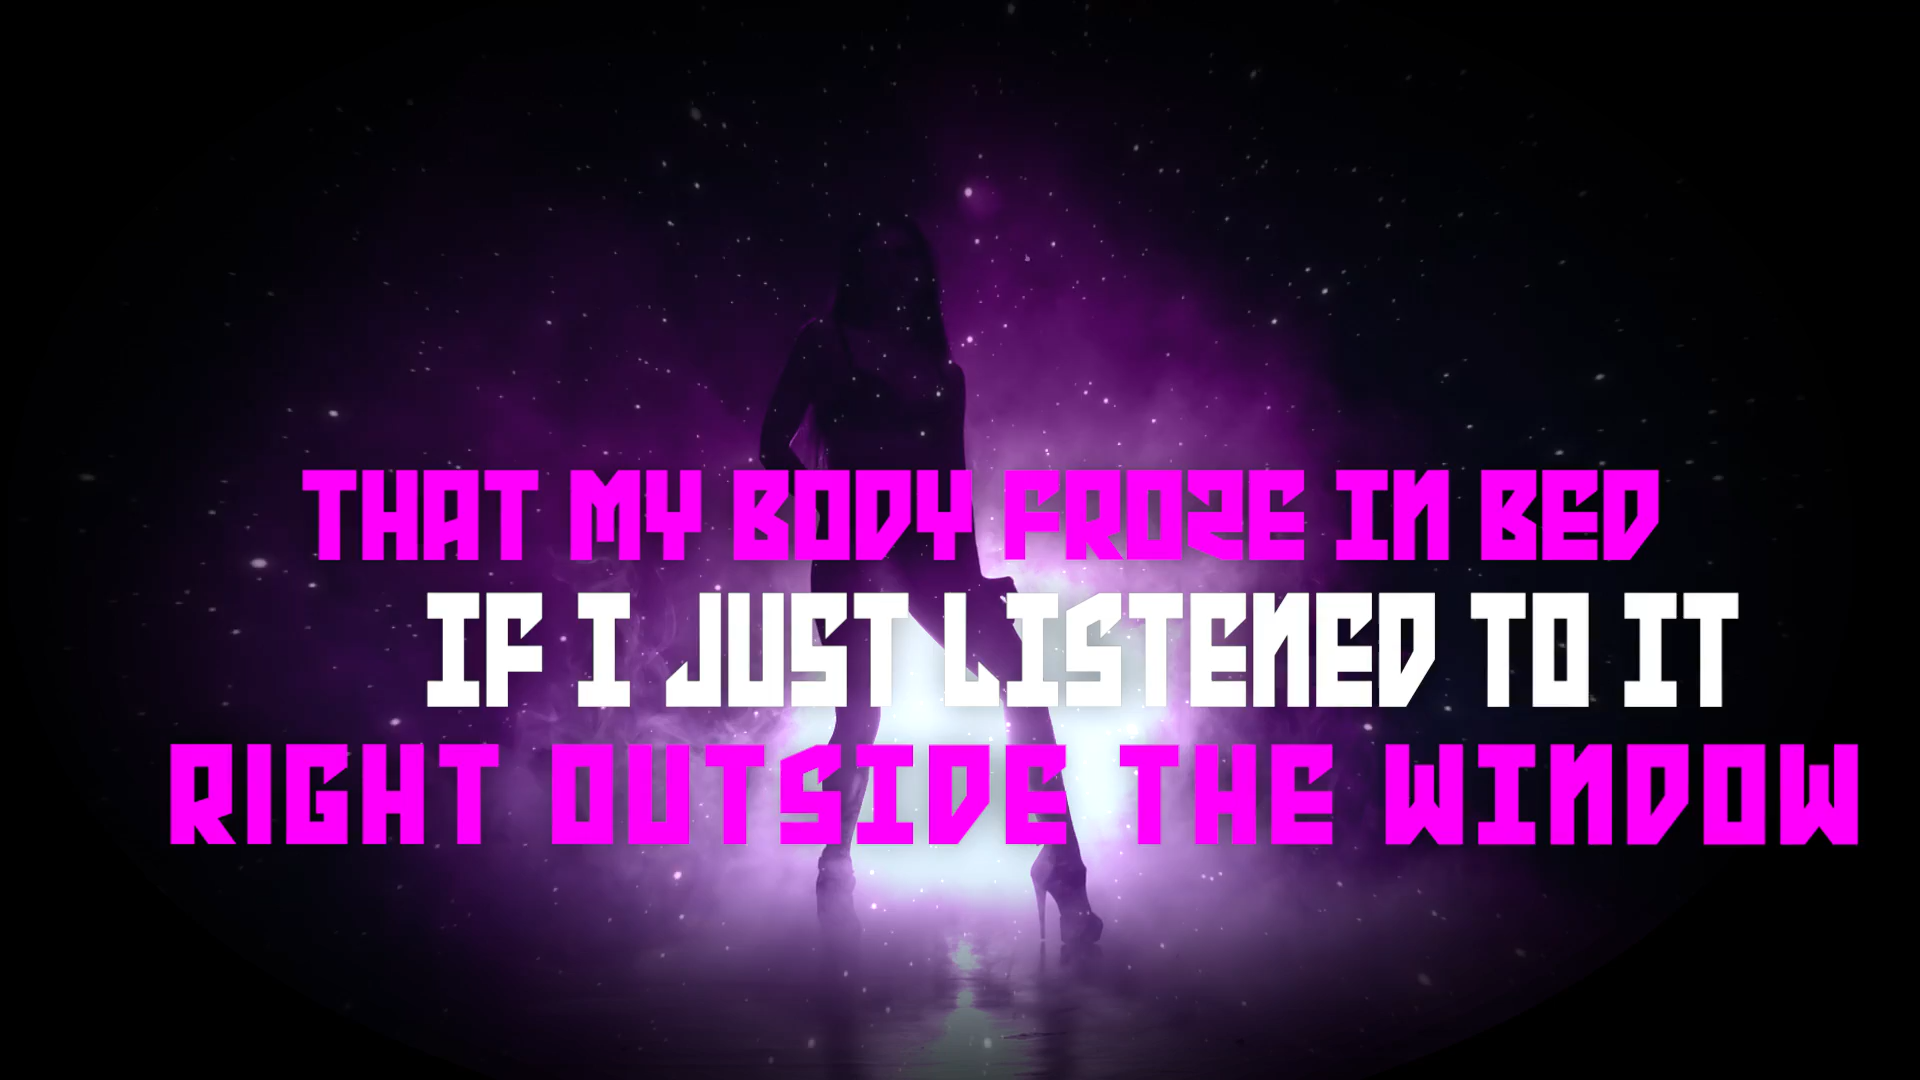 THAT MY BODY FROZE IN BED
IF I JUST LISTENED TO IT
RIGHT OUTSIDE THE WINDOW